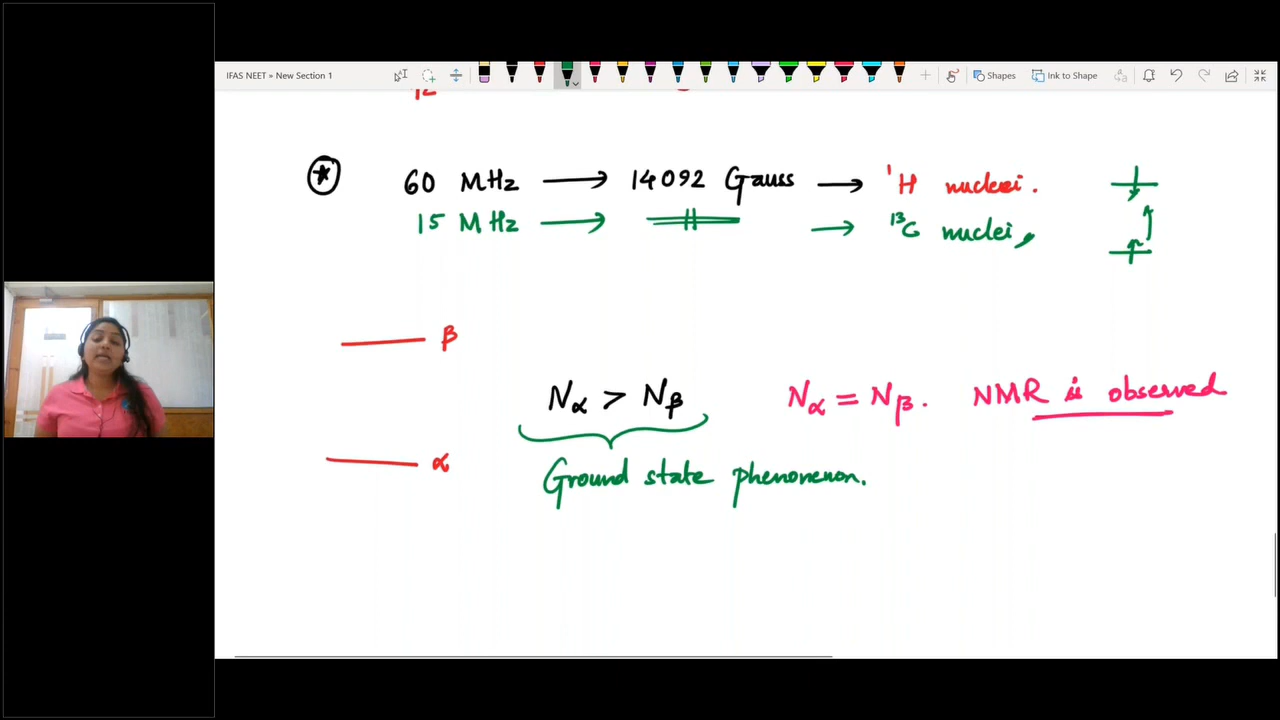 IFAS NEET » New Section 1
Shapes
Ink to Shape
* 60 MHz → 14092 Gauss → ¹H nuclei.
15 MHz → = || = → ¹³C nuclei,
β
Nα > Nβ
Nα = Nβ. NMR is observed
α
Ground state phenonenon.